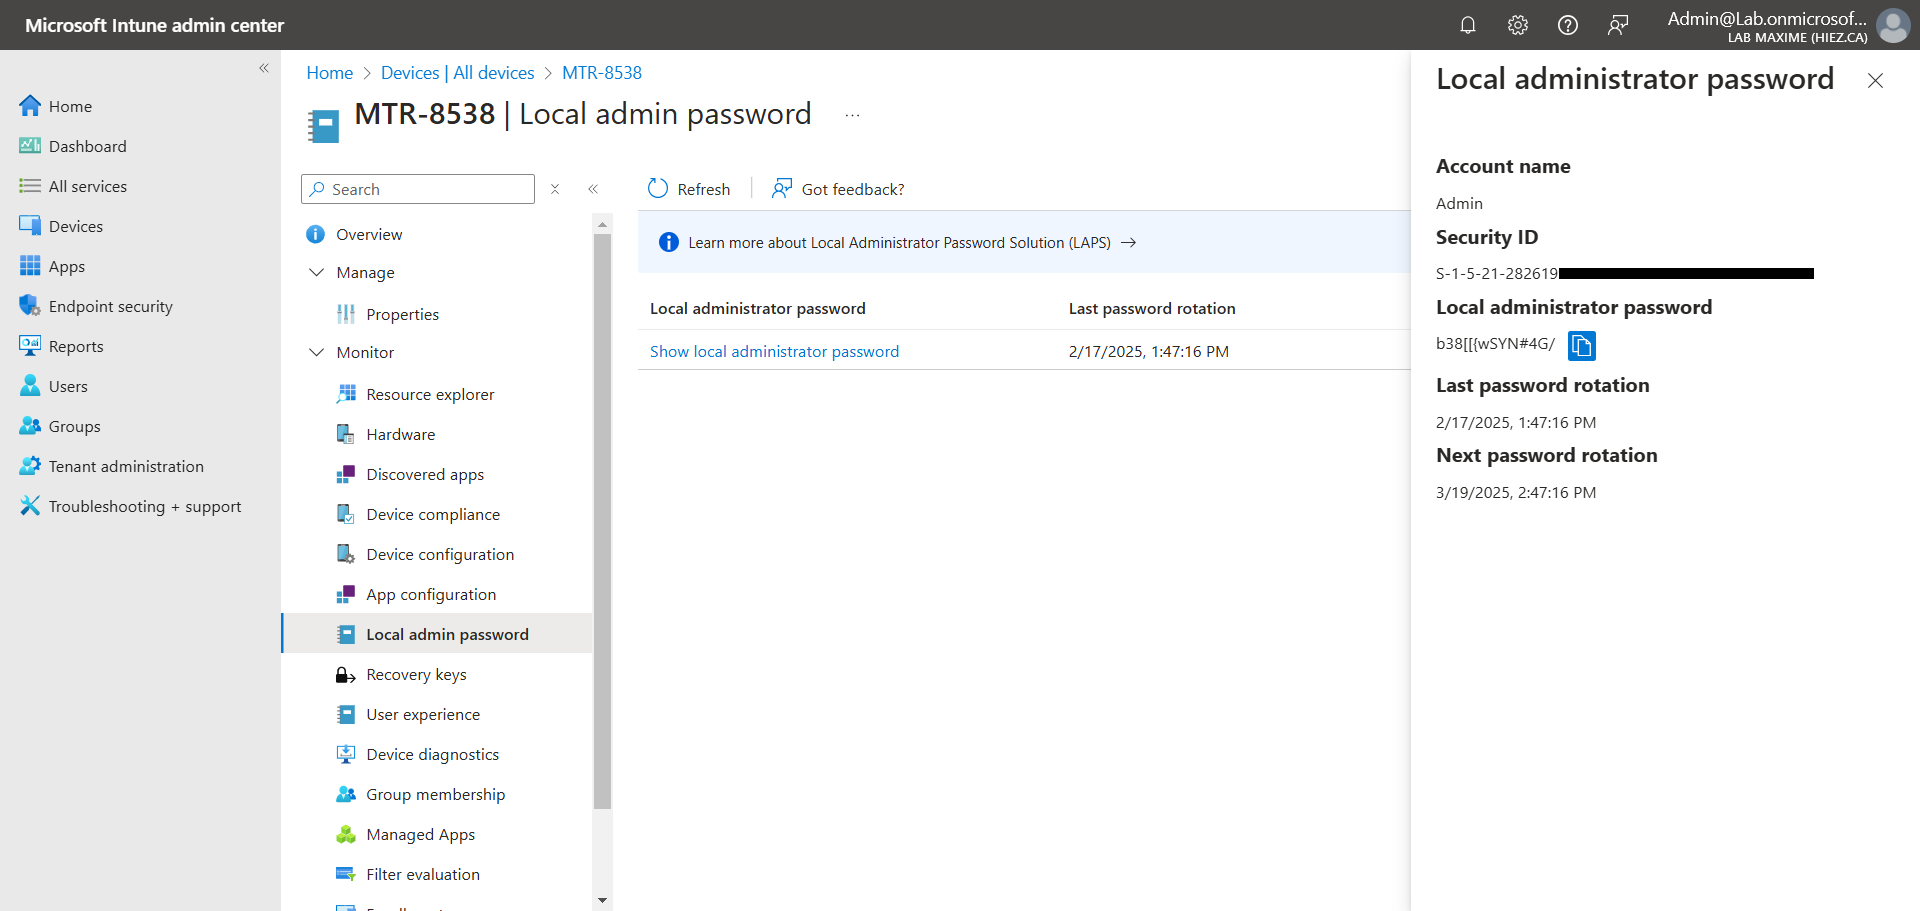 Microsoft Intune admin center
Admin@Lab.onmicrosof...
LAB MAXIME (HIEZ.CA)
Home
Dashboard
All services
Devices
Apps
Endpoint security
Reports
Users
Groups
Tenant administration
Troubleshooting + support
Home > Devices | All devices > MTR-8538
MTR-8538 | Local admin password ...
Search
Overview
Manage
Properties
Monitor
Resource explorer
Hardware
Discovered apps
Device compliance
Device configuration
App configuration
Local admin password
Recovery keys
User experience
Device diagnostics
Group membership
Managed Apps
Filter evaluation
Refresh
Got feedback?
Learn more about Local Administrator Password Solution (LAPS) →
Local administrator password Last password rotation
Show local administrator password 2/17/2025, 1:47:16 PM
Local administrator password
Account name
Admin
Security ID
S-1-5-21-282619
Local administrator password
b38[[{wSYN#4G/
Last password rotation
2/17/2025, 1:47:16 PM
Next password rotation
3/19/2025, 2:47:16 PM